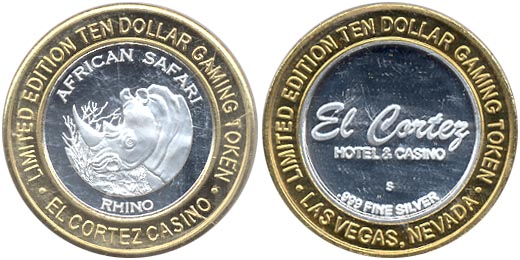 LIMITED EDITION TEN DOLLAR GAMING TOKEN
AFRICAN SAFARI
RHINO
• EL CORTEZ CASINO •
LIMITED EDITION TEN DOLLAR GAMING TOKEN
El Cortez
HOTEL & CASINO
S
.999 FINE SILVER
• LAS VEGAS, NEVADA •